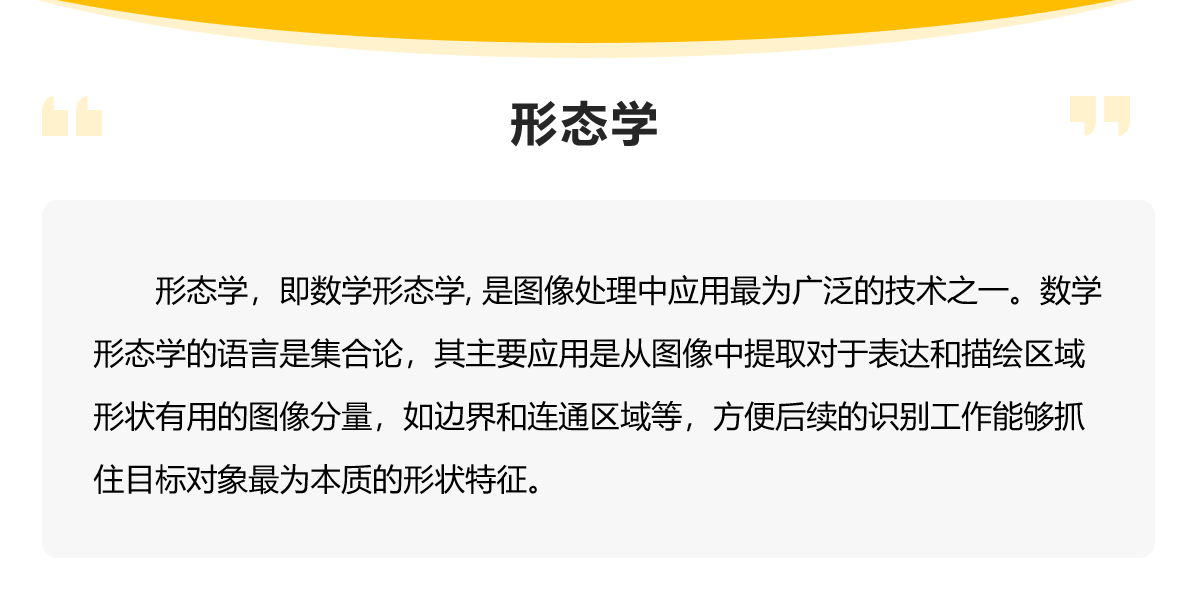 形态学
形态学，即数学形态学, 是图像处理中应用最为广泛的技术之一。数学
形态学的语言是集合论，其主要应用是从图像中提取对于表达和描绘区域
形状有用的图像分量，如边界和连通区域等，方便后续的识别工作能够抓
住目标对象最为本质的形状特征。